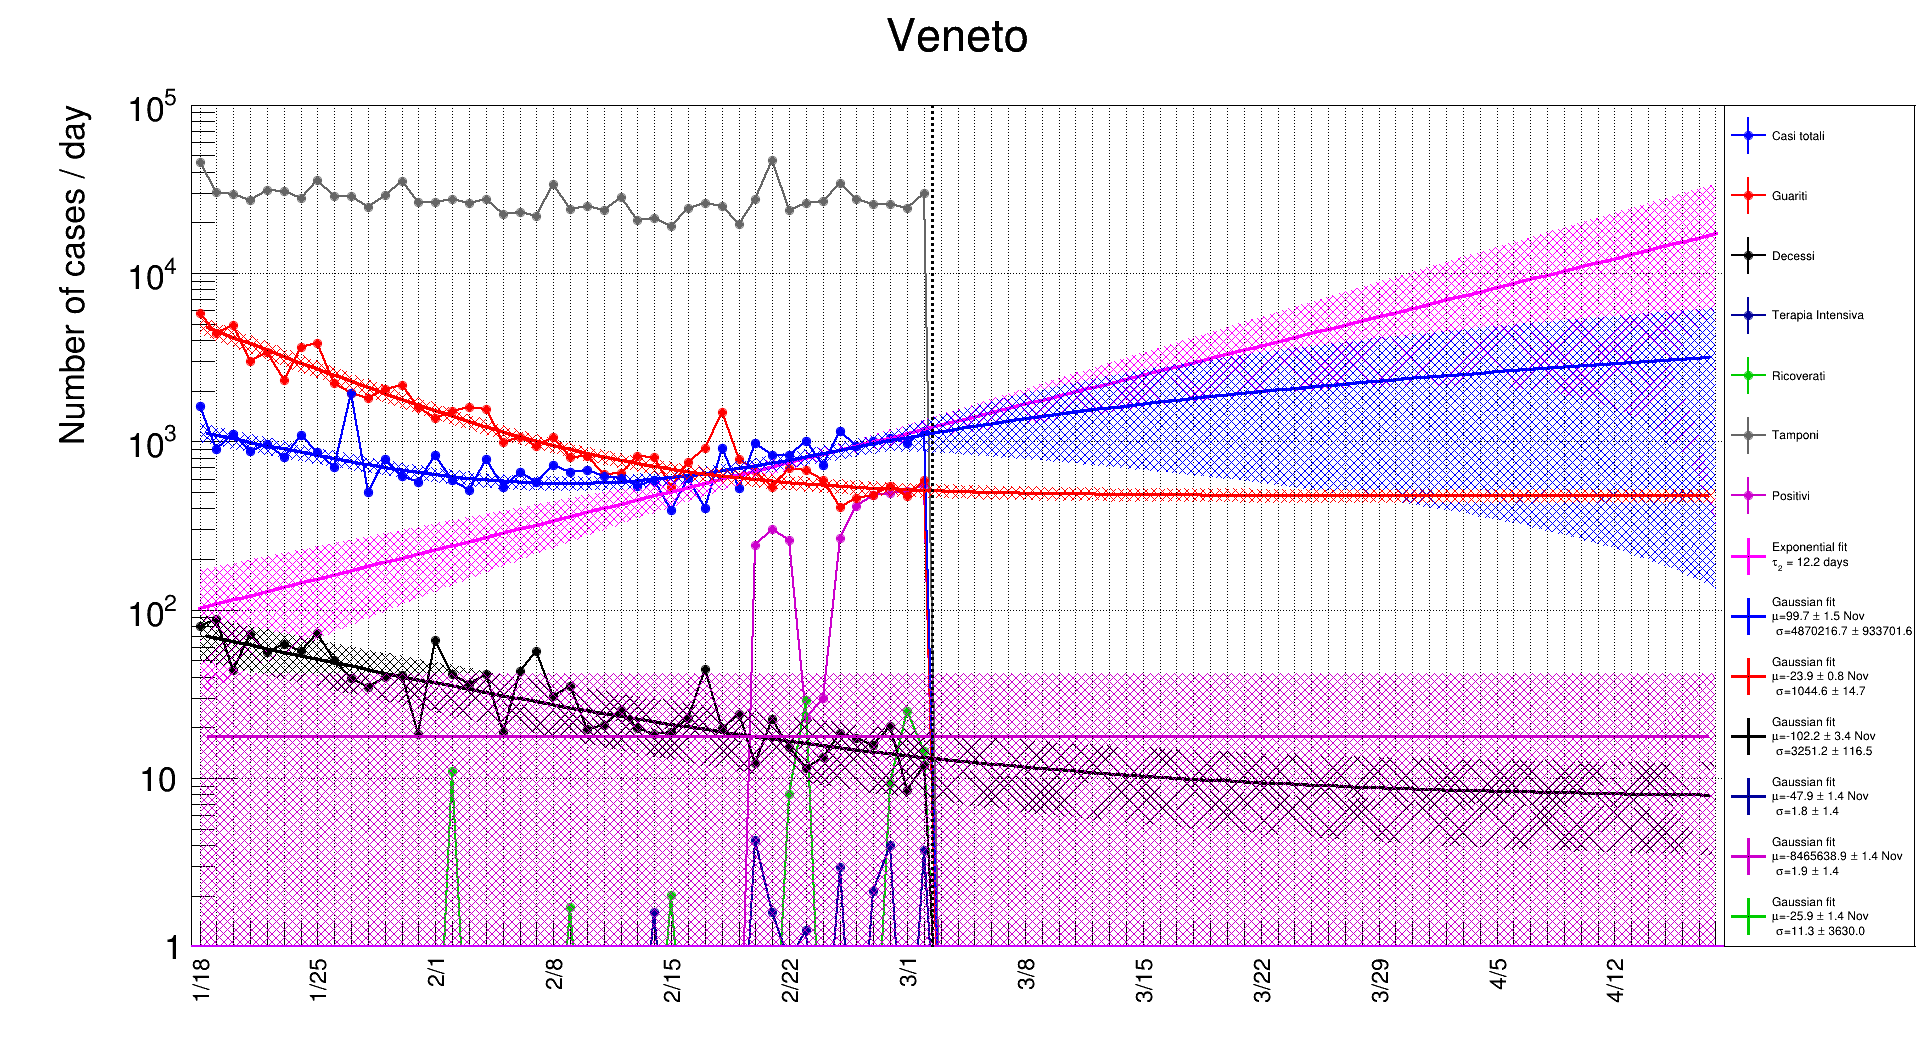 Veneto
Number of cases / day
10^5
10^4
10^3
10^2
10
1
1/18
1/25
2/1
2/8
2/15
2/22
3/1
3/8
3/15
3/22
3/29
4/5
4/12
Casi totali
Guariti
Decessi
Terapia Intensiva
Ricoverati
Tamponi
Positivi
Exponential fit
τ_2 = 12.2 days
Gaussian fit
μ=99.7 ± 1.5 Nov
σ=4870216.7 ± 933701.6
Gaussian fit
μ=-23.9 ± 0.8 Nov
σ=1044.6 ± 14.7
Gaussian fit
μ=-102.2 ± 3.4 Nov
σ=3251.2 ± 116.5
Gaussian fit
μ=-47.9 ± 1.4 Nov
σ=1.8 ± 1.4
Gaussian fit
μ=-8465638.9 ± 1.4 Nov
σ=1.9 ± 1.4
Gaussian fit
μ=-25.9 ± 1.4 Nov
σ=11.3 ± 3630.0